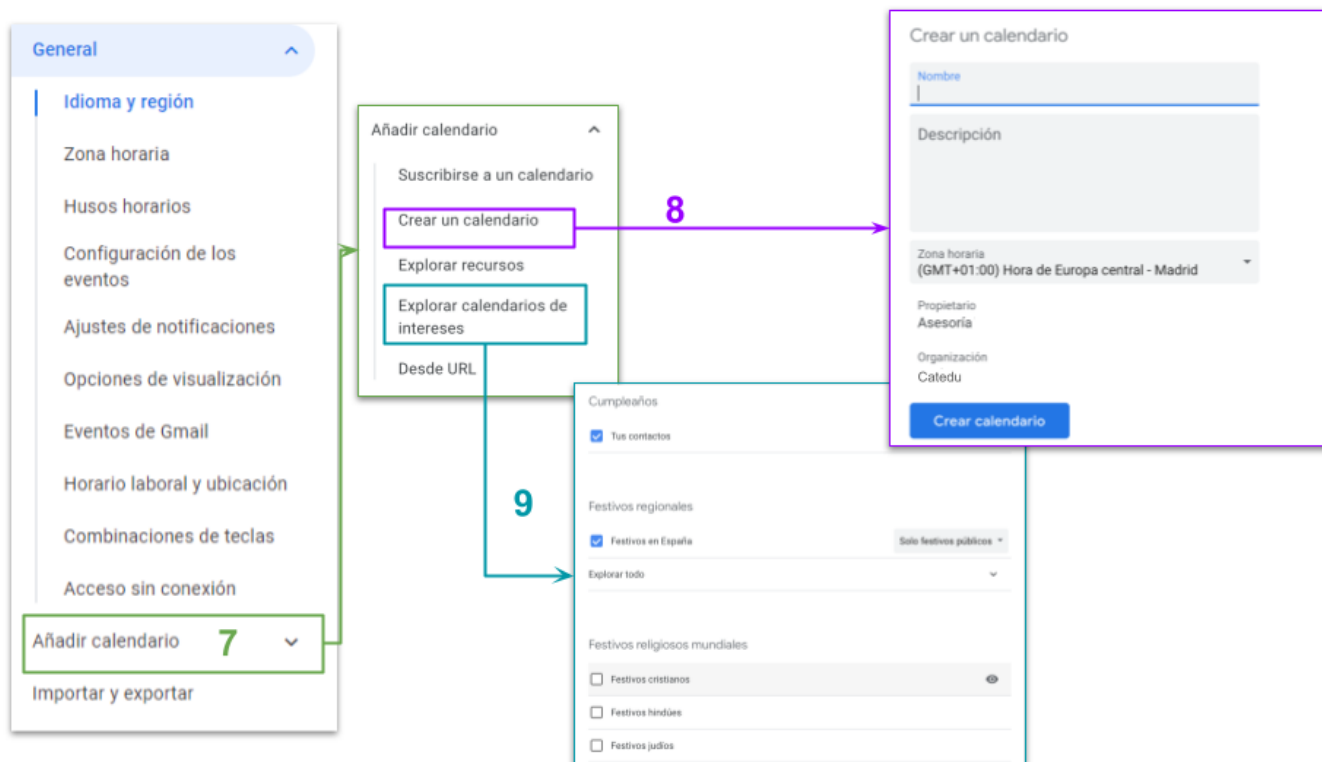 General
Idioma y región
Zona horaria
Husos horarios
Configuración de los
eventos
Ajustes de notificaciones
Opciones de visualización
Eventos de Gmail
Horario laboral y ubicación
Combinaciones de teclas
Acceso sin conexión
Añadir calendario 7
Importar y exportar
Añadir calendario
Suscribirse a un calendario
Crear un calendario
Explorar recursos
Explorar calendarios de
intereses
Desde URL
8
Crear un calendario
Nombre
Descripción
Zona horaria
(GMT+01:00) Hora de Europa central - Madrid
Propietario
Asesoría
Organización
Catedu
Crear calendario
9
Cumpleaños
Tus contactos
Festivos regionales
Festivos en España Solo festivos públicos
Explorar todo
Festivos religiosos mundiales
Festivos cristianos
Festivos hindúes
Festivos judíos